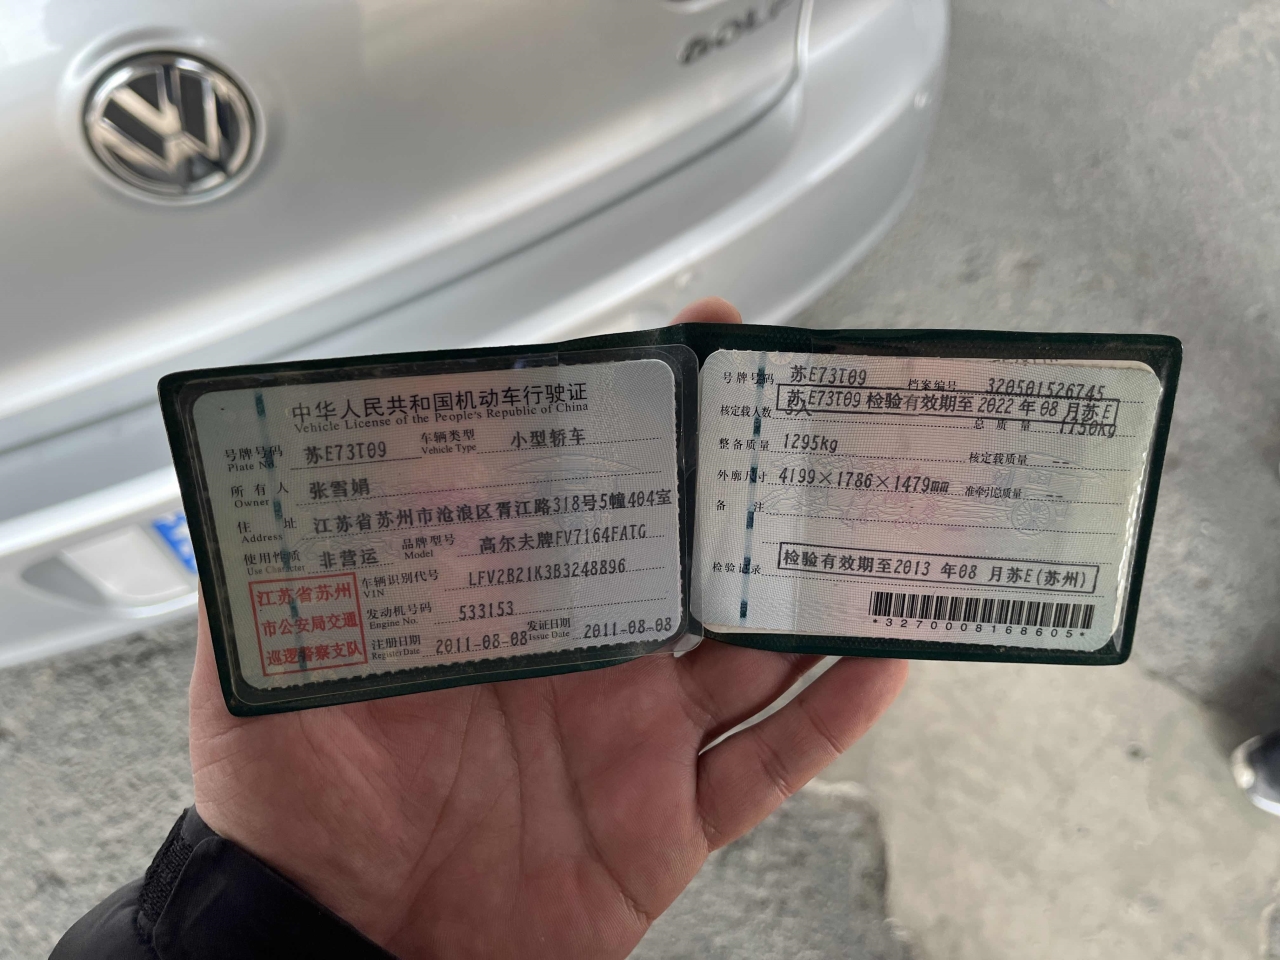 GOLF
中华人民共和国机动车行驶证
Vehicle License of the People's Republic of China
号牌号码 苏E73T09 车辆类型 小型轿车
Plate No. Vehicle Type
所有人 张雪娟
Owner
住址 江苏省苏州市沧浪区胥江路318号5幢404室
Address
使用性质 非营运 品牌型号 高尔夫牌FV7164FATG
Use Character Model
车辆识别代号 LFV2B21K3B3248896
VIN
发动机号码 533153
Engine No.
注册日期 2011-08-08 发证日期 2011-08-08
Register Date Issue Date
江苏省苏州
市公安局交通
巡逻警察支队
号牌号码 苏E73T09 档案编号 320501526745
苏E73T09 检验有效期至 2022 年 08 月苏E
核定载人数 5人 总质量 1750kg
整备质量 1295kg 核定载质量 --
外廓尺寸 4199×1786×1479mm 准牵引总质量 --
备注
检验记录 检验有效期至2013 年08 月苏E(苏州)
*3270008168605*